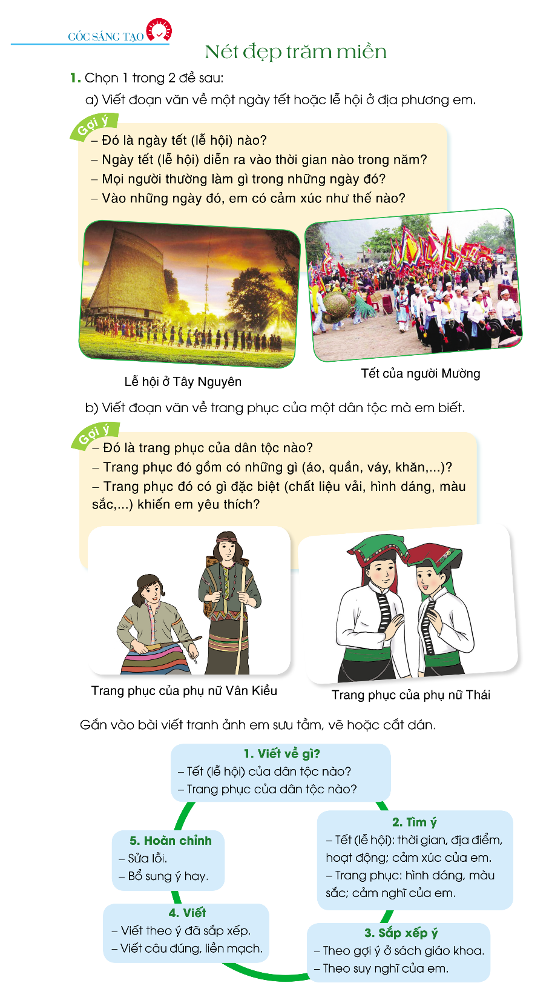 GÓC SÁNG TẠO
Nét đẹp trăm miền
1. Chọn 1 trong 2 đề sau:
a) Viết đoạn văn về một ngày tết hoặc lễ hội ở địa phương em.
Gợi ý
– Đó là ngày tết (lễ hội) nào?
– Ngày tết (lễ hội) diễn ra vào thời gian nào trong năm?
– Mọi người thường làm gì trong những ngày đó?
– Vào những ngày đó, em có cảm xúc như thế nào?
Lễ hội ở Tây Nguyên
Tết của người Mường
b) Viết đoạn văn về trang phục của một dân tộc mà em biết.
Gợi ý
– Đó là trang phục của dân tộc nào?
– Trang phục đó gồm có những gì (áo, quần, váy, khăn,...)?
– Trang phục đó có gì đặc biệt (chất liệu vải, hình dáng, màu
sắc,...) khiến em yêu thích?
Trang phục của phụ nữ Vân Kiều
Trang phục của phụ nữ Thái
Gắn vào bài viết tranh ảnh em sưu tầm, vẽ hoặc cắt dán.
1. Viết về gì?
– Tết (lễ hội) của dân tộc nào?
– Trang phục của dân tộc nào?
2. Tìm ý
– Tết (lễ hội): thời gian, địa điểm,
hoạt động; cảm xúc của em.
– Trang phục: hình dáng, màu
sắc; cảm nghĩ của em.
3. Sắp xếp ý
– Theo gợi ý ở sách giáo khoa.
– Theo suy nghĩ của em.
4. Viết
– Viết theo ý đã sắp xếp.
– Viết câu đúng, liền mạch.
5. Hoàn chỉnh
– Sửa lỗi.
– Bổ sung ý hay.